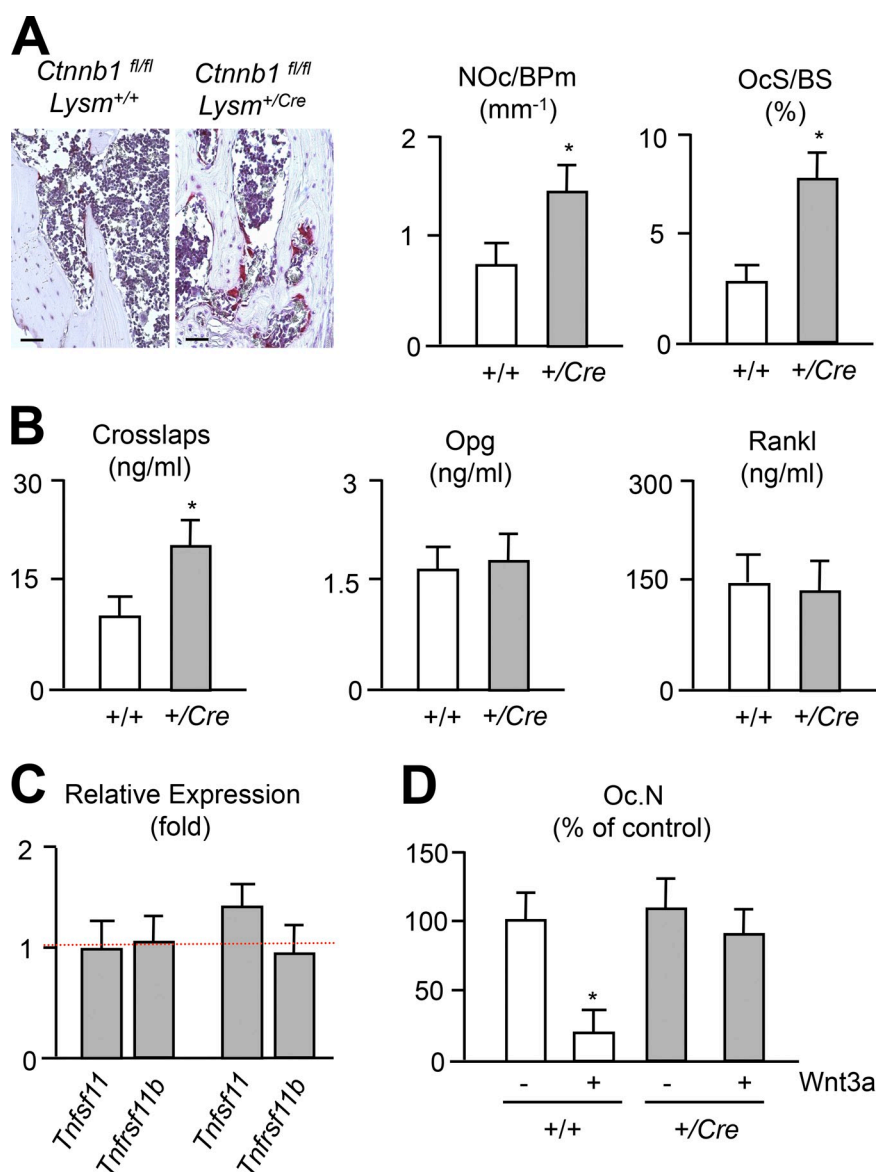 A
Ctnnb1 fl/fl
Lysm+/+
Ctnnb1 fl/fl
Lysm+/Cre
NOc/BPm
(mm-1)
2
1
0
*
+/+ +/Cre
OcS/BS
(%)
10
5
0
*
+/+ +/Cre
B
Crosslaps
(ng/ml)
30
15
0
*
+/+ +/Cre
Opg
(ng/ml)
3
1.5
0
+/+ +/Cre
Rankl
(ng/ml)
300
150
0
+/+ +/Cre
C
Relative Expression
(fold)
2
1
0
Tnfsf11
Tnfrsf11b
Tnfsf11
Tnfrsf11b
D
Oc.N
(% of control)
150
100
50
0
*
- + - + Wnt3a
+/+ +/Cre